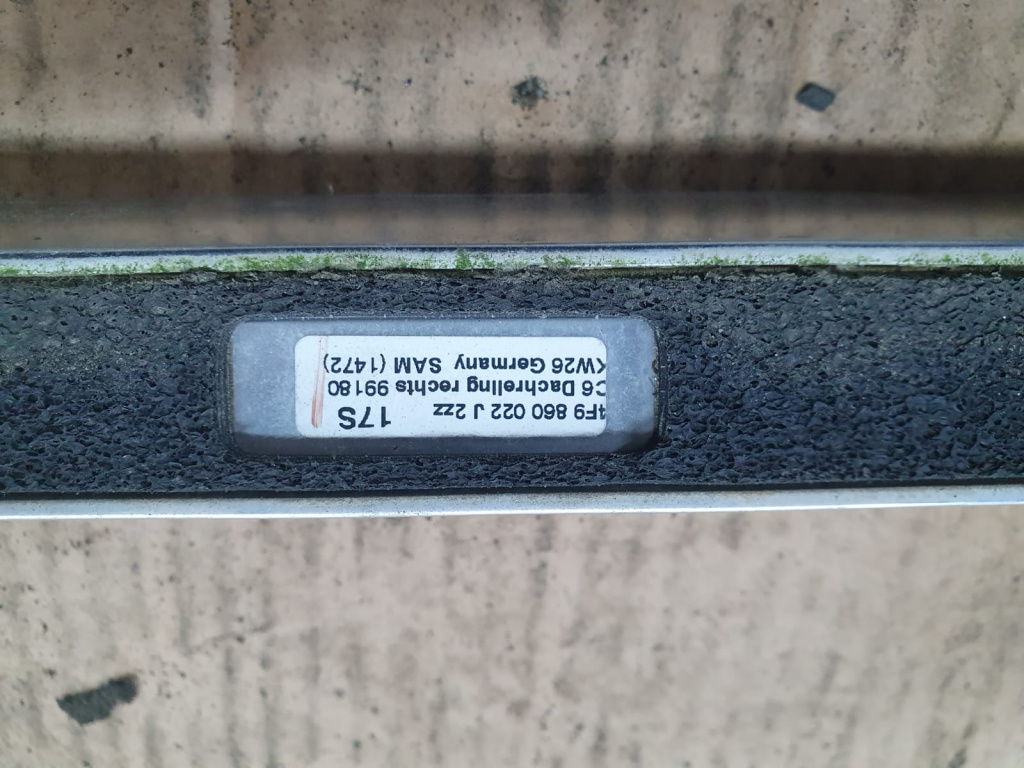 4F9 860 022 J 2zz 17S
C6 Dachreling rechts 99180
KW26 Germany SAM (1472)